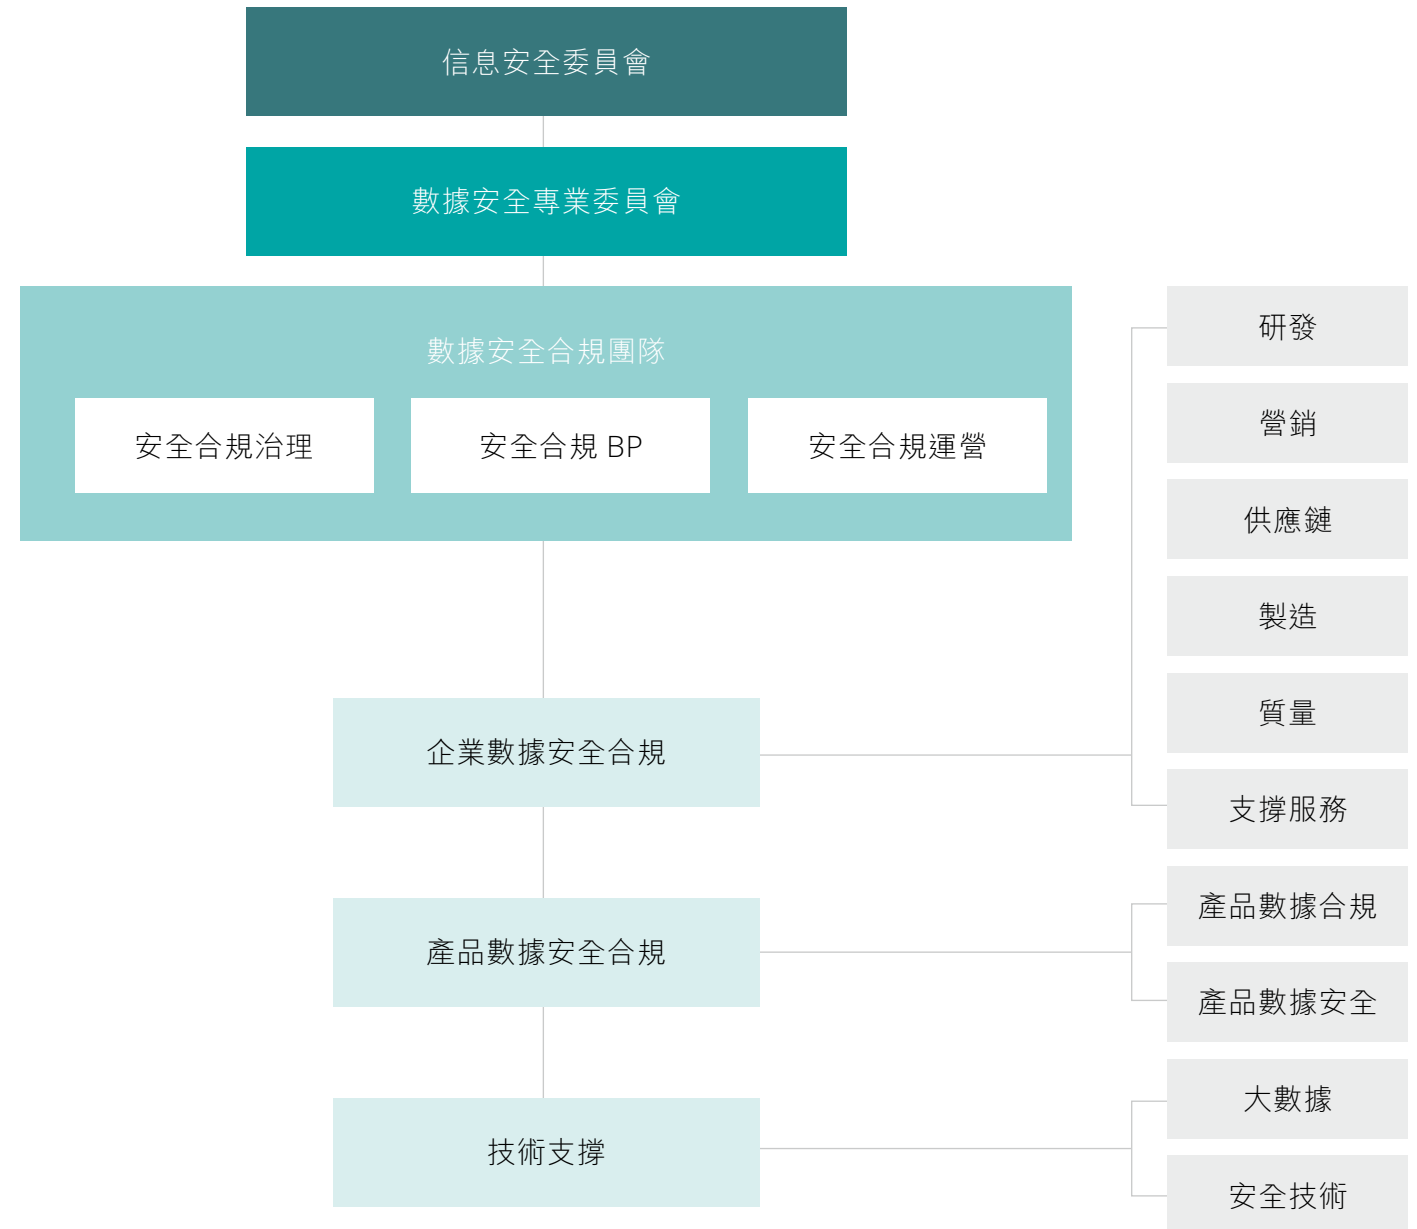 信息安全委員會
數據安全專業委員會
數據安全合規團隊
安全合規治理
安全合規 BP
安全合規運營
企業數據安全合規
產品數據安全合規
技術支撐
研發
營銷
供應鏈
製造
質量
支撐服務
產品數據合規
產品數據安全
大數據
安全技術